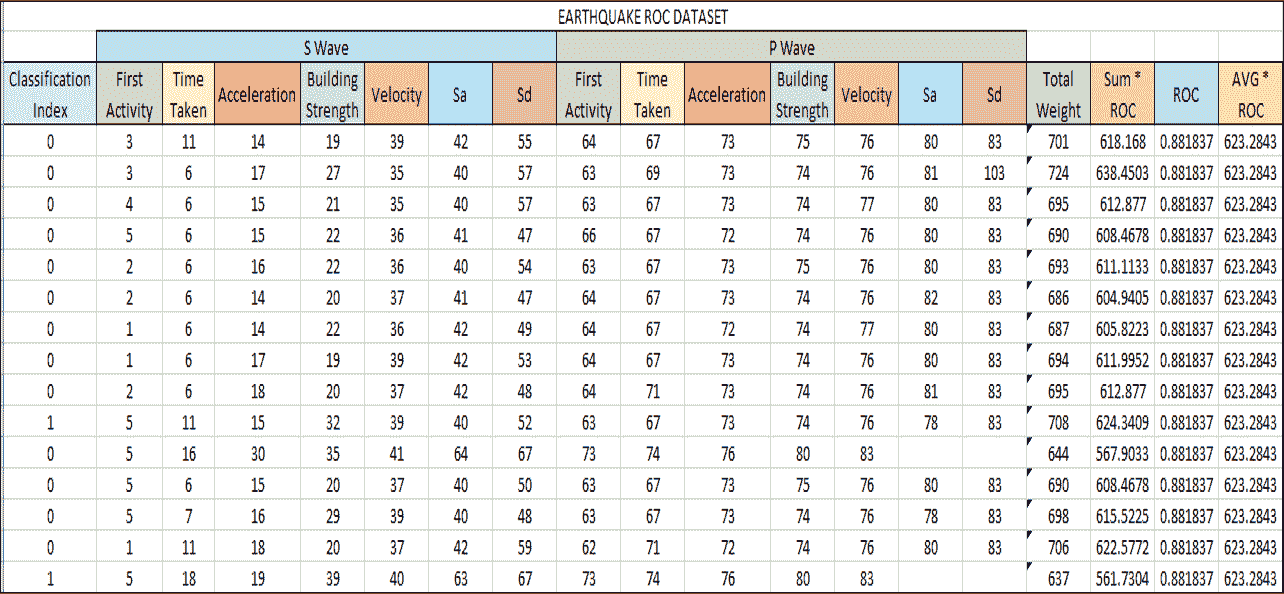 EARTHQUAKE ROC DATASET
S Wave P Wave
Classification Index First Activity Time Taken Acceleration Building Strength Velocity Sa Sd First Activity Time Taken Acceleration Building Strength Velocity Sa Sd Total Weight Sum * ROC ROC AVG * ROC
0 3 11 14 19 39 42 55 64 67 73 75 76 80 83 701 618.168 0.881837 623.2843
0 3 6 17 27 35 40 57 63 69 73 74 76 81 103 724 638.4503 0.881837 623.2843
0 4 6 15 21 35 40 57 63 67 73 74 77 80 83 695 612.877 0.881837 623.2843
0 5 6 15 22 36 41 47 66 67 72 74 76 80 83 690 608.4678 0.881837 623.2843
0 2 6 16 22 36 40 54 63 67 73 75 76 80 83 693 611.1133 0.881837 623.2843
0 2 6 14 20 37 41 47 64 67 73 74 76 82 83 686 604.9405 0.881837 623.2843
0 1 6 14 22 36 42 49 64 67 72 74 77 80 83 687 605.8223 0.881837 623.2843
0 1 6 17 19 39 42 53 64 67 73 74 76 80 83 694 611.9952 0.881837 623.2843
0 2 6 18 20 37 42 48 64 71 73 74 76 81 83 695 612.877 0.881837 623.2843
1 5 11 15 32 39 40 52 63 67 73 74 76 78 83 708 624.3409 0.881837 623.2843
0 5 16 30 35 41 64 67 73 74 76 80 83 644 567.9033 0.881837 623.2843
0 5 6 15 20 37 40 50 63 67 73 75 76 80 83 690 608.4678 0.881837 623.2843
0 5 7 16 29 39 40 48 63 67 73 74 76 78 83 698 615.5225 0.881837 623.2843
0 1 11 18 20 37 42 59 62 71 72 74 76 80 83 706 622.5772 0.881837 623.2843
1 5 18 19 39 40 63 67 73 74 76 80 83 637 561.7304 0.881837 623.2843